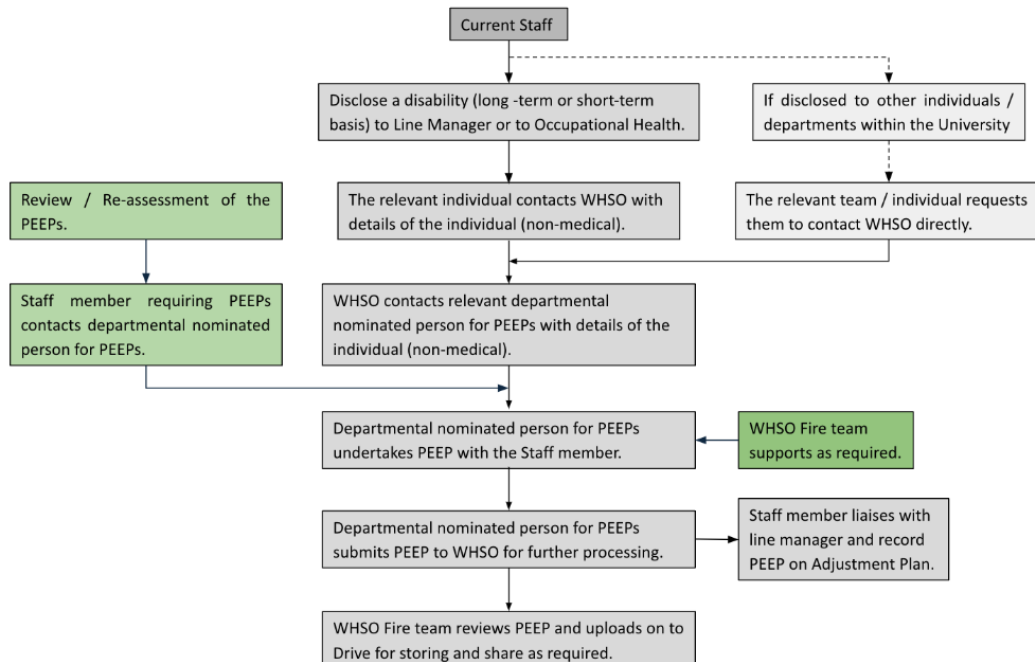 Current Staff
Disclose a disability (long -term or short-term
basis) to Line Manager or to Occupational Health.
If disclosed to other individuals /
departments within the University
Review / Re-assessment of the
PEEPs.
The relevant individual contacts WHSO with
details of the individual (non-medical).
The relevant team / individual requests
them to contact WHSO directly.
Staff member requiring PEEPs
contacts departmental nominated
person for PEEPs.
WHSO contacts relevant departmental
nominated person for PEEPs with details of the
individual (non-medical).
Departmental nominated person for PEEPs
undertakes PEEP with the Staff member.
WHSO Fire team
supports as required.
Departmental nominated person for PEEPs
submits PEEP to WHSO for further processing.
Staff member liaises with
line manager and record
PEEP on Adjustment Plan.
WHSO Fire team reviews PEEP and uploads on to
Drive for storing and share as required.